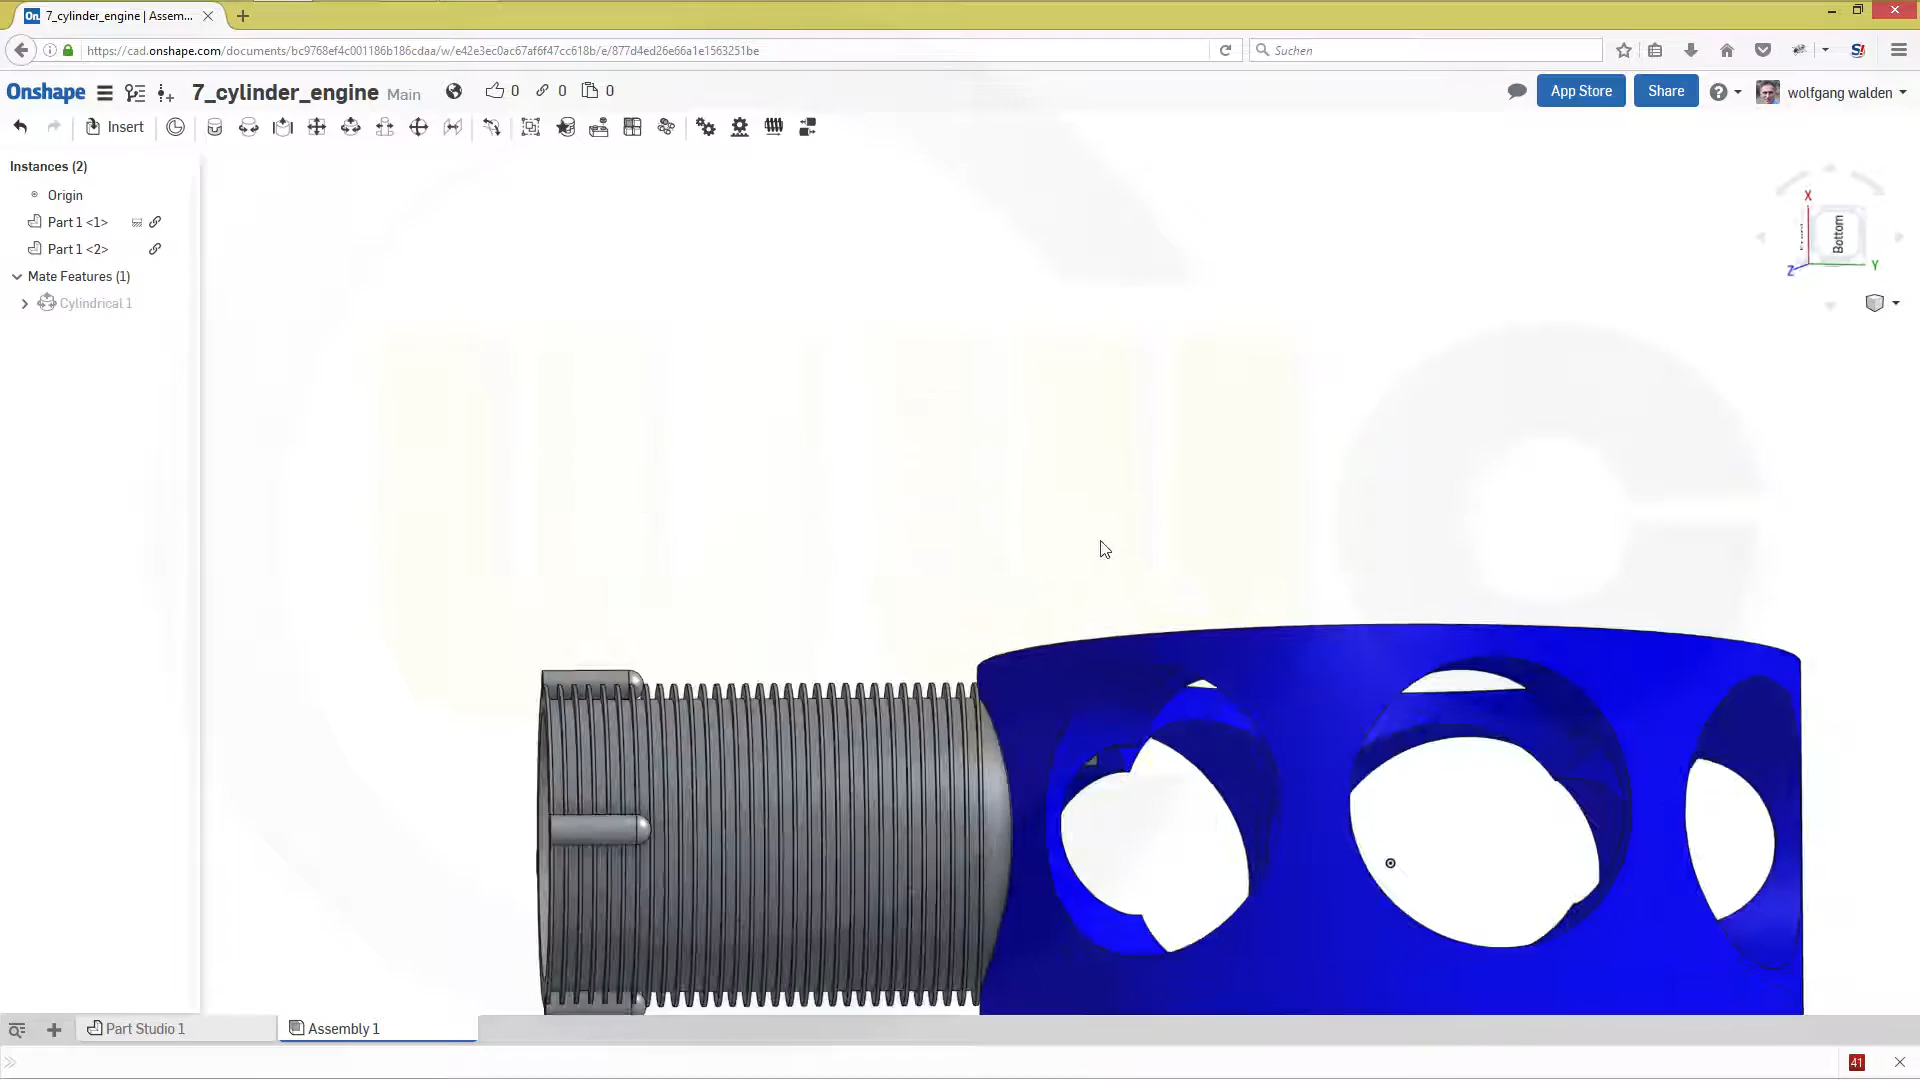 7_cylinder_engine | Assem...
https://cad.onshape.com/documents/bc9768ef4c001186b186cdaa/w/e42e3ec0ac67af6f47cc618b/e/877d4ed26e66a1e1563251be
Suchen
Onshape
7_cylinder_engine Main
0
0
0
App Store
Share
wolfgang walden
Insert
Instances (2)
Origin
Part 1 <1>
Part 1 <2>
Mate Features (1)
Cylindrical 1
X
Bottom
Z
Y
Part Studio 1
Assembly 1
41